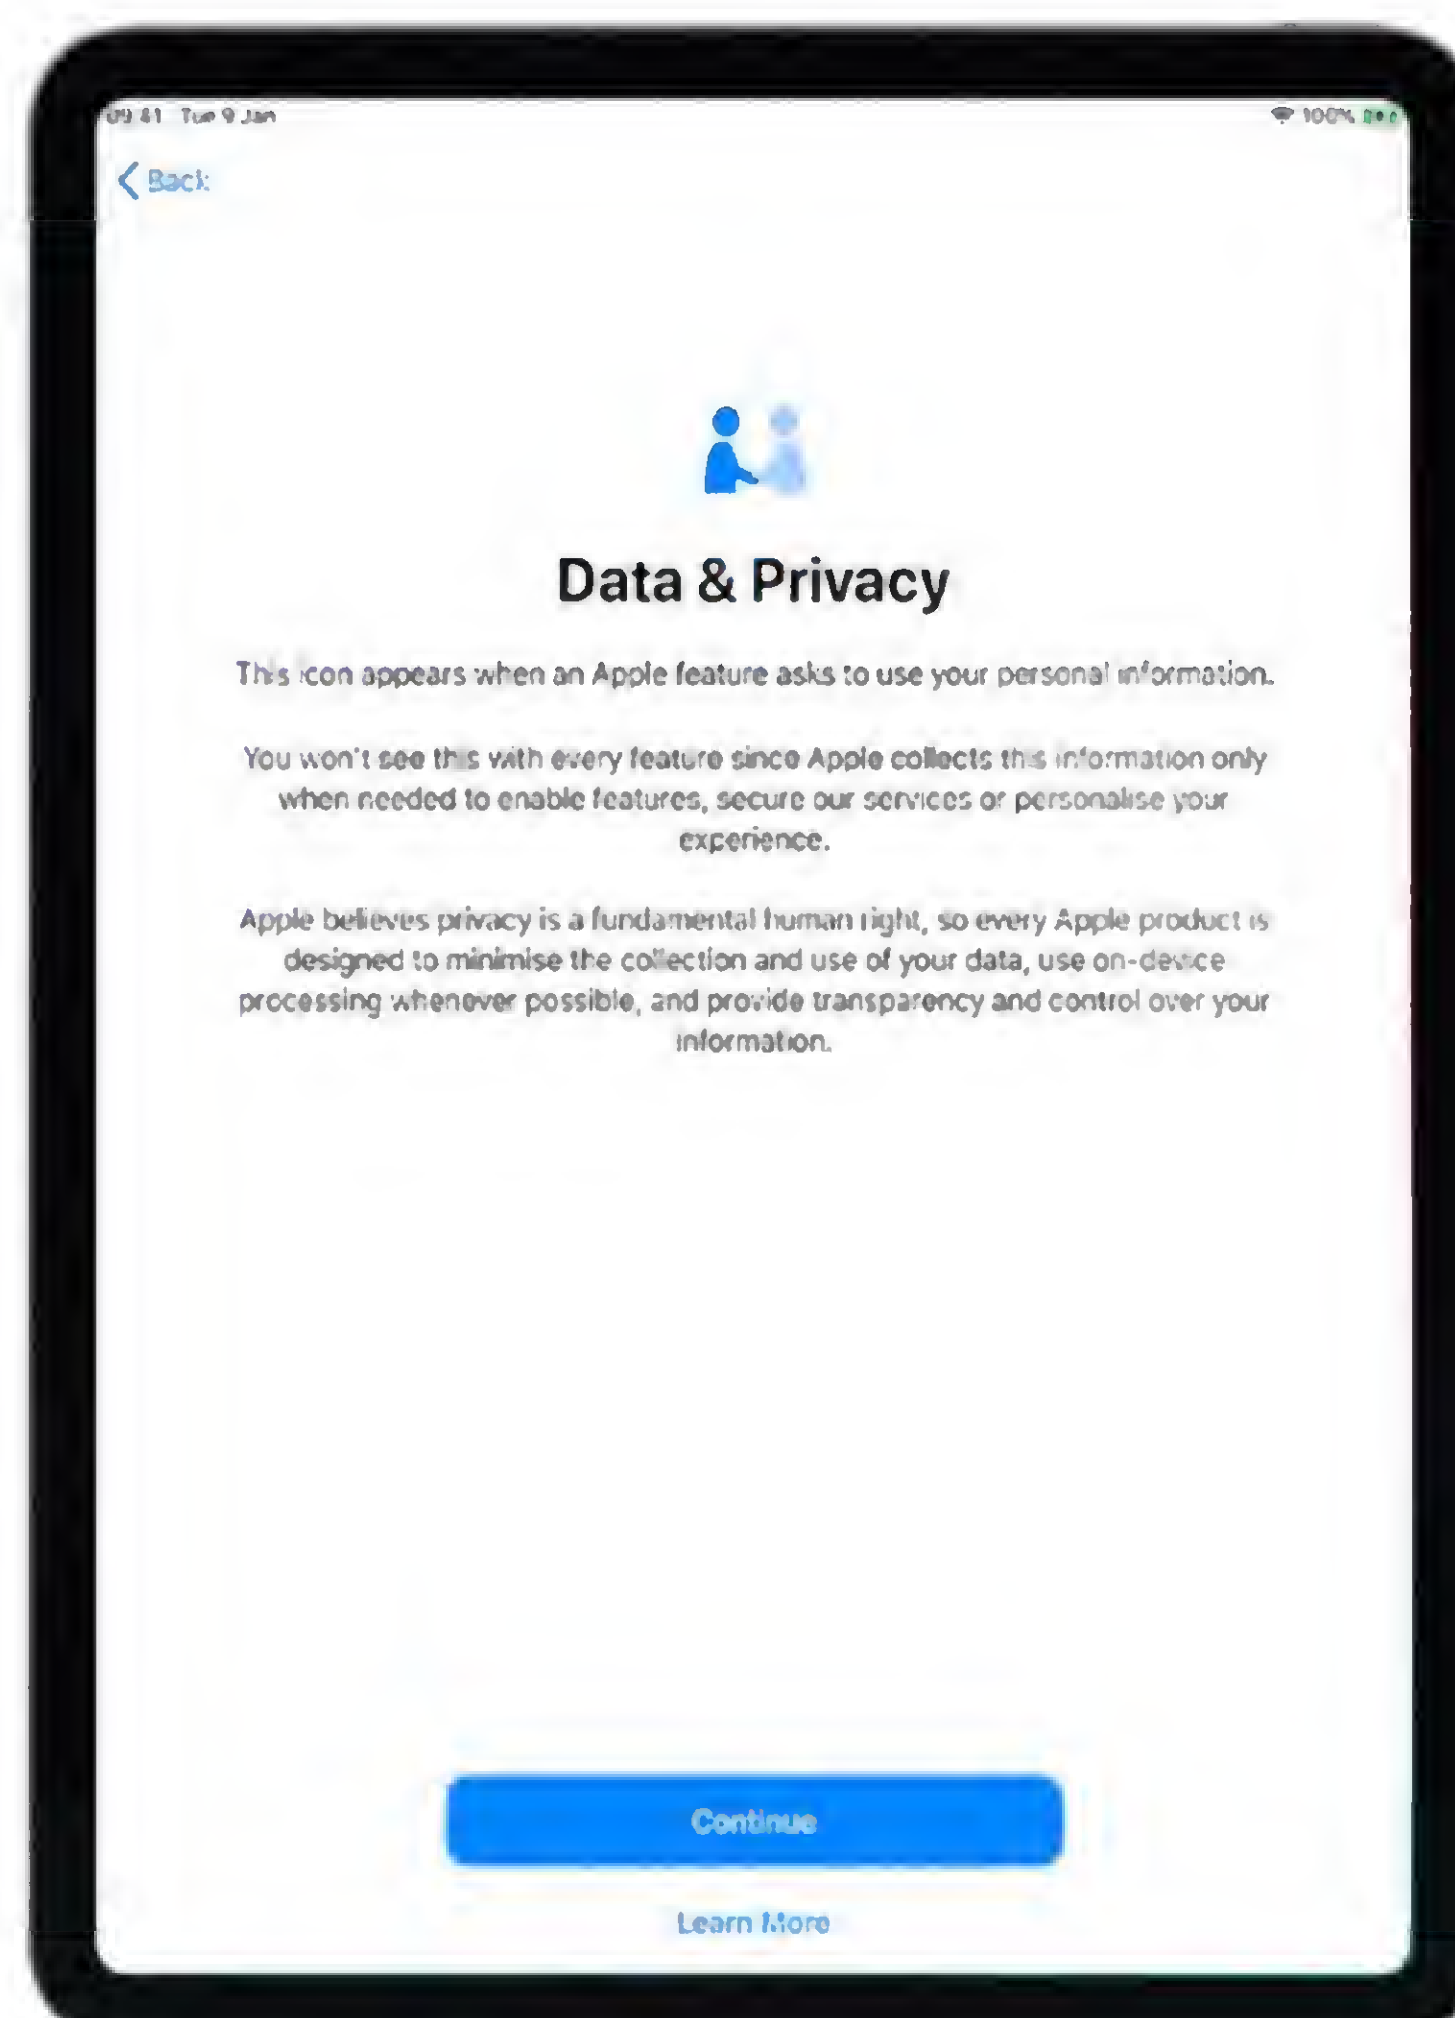 09:41 Tue 9 Jan
100%
Back
Data & Privacy
This icon appears when an Apple feature asks to use your personal information.
You won't see this with every feature since Apple collects this information only
when needed to enable features, secure our services or personalise your
experience.
Apple believes privacy is a fundamental human right, so every Apple product is
designed to minimise the collection and use of your data, use on-device
processing whenever possible, and provide transparency and control over your
information.
Continue
Learn More